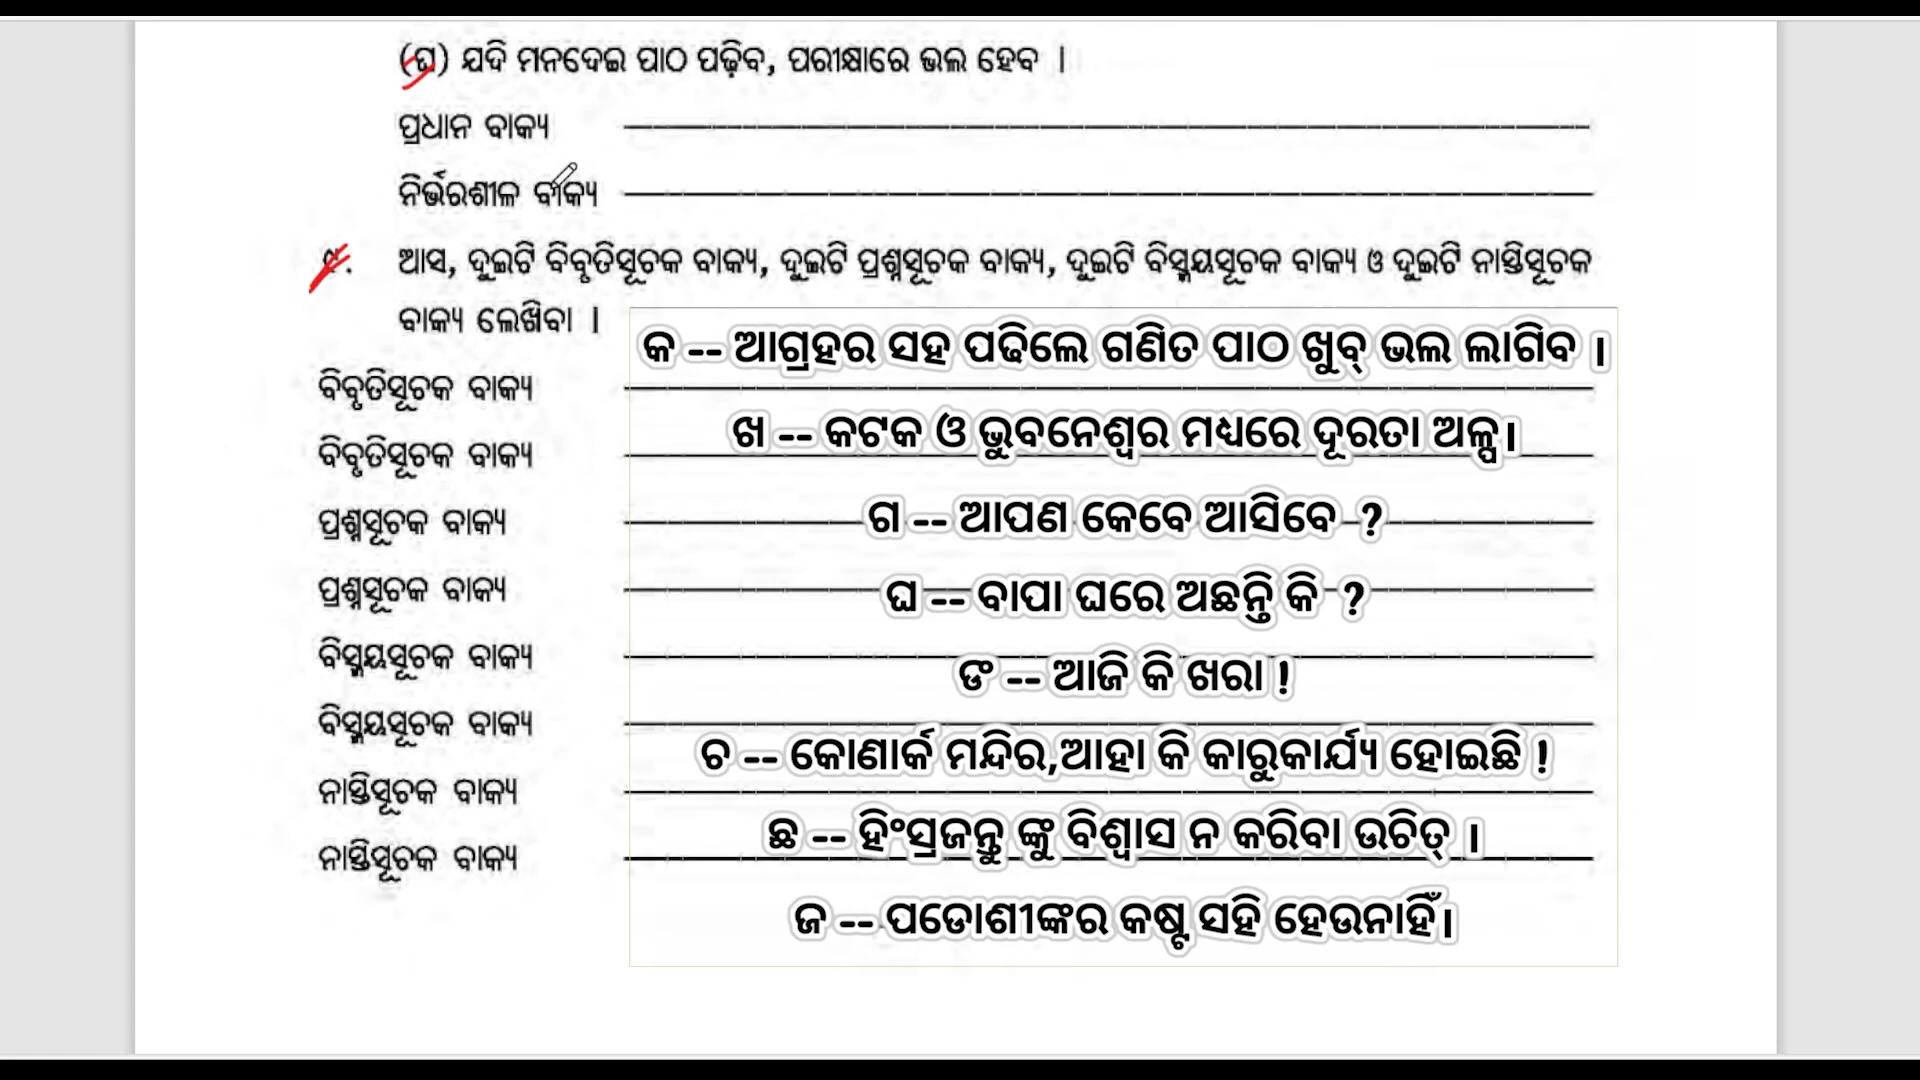 (ଘ) ଯଦି ମନଦେଇ ପାଠ ପଢ଼ିବ, ପରୀକ୍ଷାରେ ଭଲ ହେବ ।
ପ୍ରଧାନ ବାକ୍ୟ
ନିର୍ଭରଶୀଳ ବାକ୍ୟ
ଆସ, ଦୁଇଟି ବିବୃତିସୂଚକ ବାକ୍ୟ, ଦୁଇଟି ପ୍ରଶ୍ନସୂଚକ ବାକ୍ୟ, ଦୁଇଟି ବିସ୍ମୟସୂଚକ ବାକ୍ୟ ଓ ଦୁଇଟି ନାସ୍ତିସୂଚକ
ବାକ୍ୟ ଲେଖିବା ।
କ -- ଆଗ୍ରହର ସହ ପଢିଲେ ଗଣିତ ପାଠ ଖୁବ୍ ଭଲ ଲାଗିବ ।
ବିବୃତିସୂଚକ ବାକ୍ୟ
ଖ -- କଟକ ଓ ଭୁବନେଶ୍ୱର ମଧ୍ୟରେ ଦୂରତା ଅଳ୍ପ।
ବିବୃତିସୂଚକ ବାକ୍ୟ
ପ୍ରଶ୍ନସୂଚକ ବାକ୍ୟ ଗ -- ଆପଣ କେବେ ଆସିବେ ?
ପ୍ରଶ୍ନସୂଚକ ବାକ୍ୟ ଘ -- ବାପା ଘରେ ଅଛନ୍ତି କି ?
ବିସ୍ମୟସୂଚକ ବାକ୍ୟ ଙ -- ଆଜି କି ଖରା !
ବିସ୍ମୟସୂଚକ ବାକ୍ୟ
ଚ -- କୋଣାର୍କ ମନ୍ଦିର,ଆହା କି କାରୁକାର୍ଯ୍ୟ ହୋଇଛି !
ନାସ୍ତିସୂଚକ ବାକ୍ୟ
ଛ -- ହିଂସ୍ରଜନ୍ତୁ ଙ୍କୁ ବିଶ୍ୱାସ ନ କରିବା ଉଚିତ୍ ।
ନାସ୍ତିସୂଚକ ବାକ୍ୟ
ଜ -- ପଡୋଶୀଙ୍କର କଷ୍ଟ ସହି ହେଉନାହିଁ।